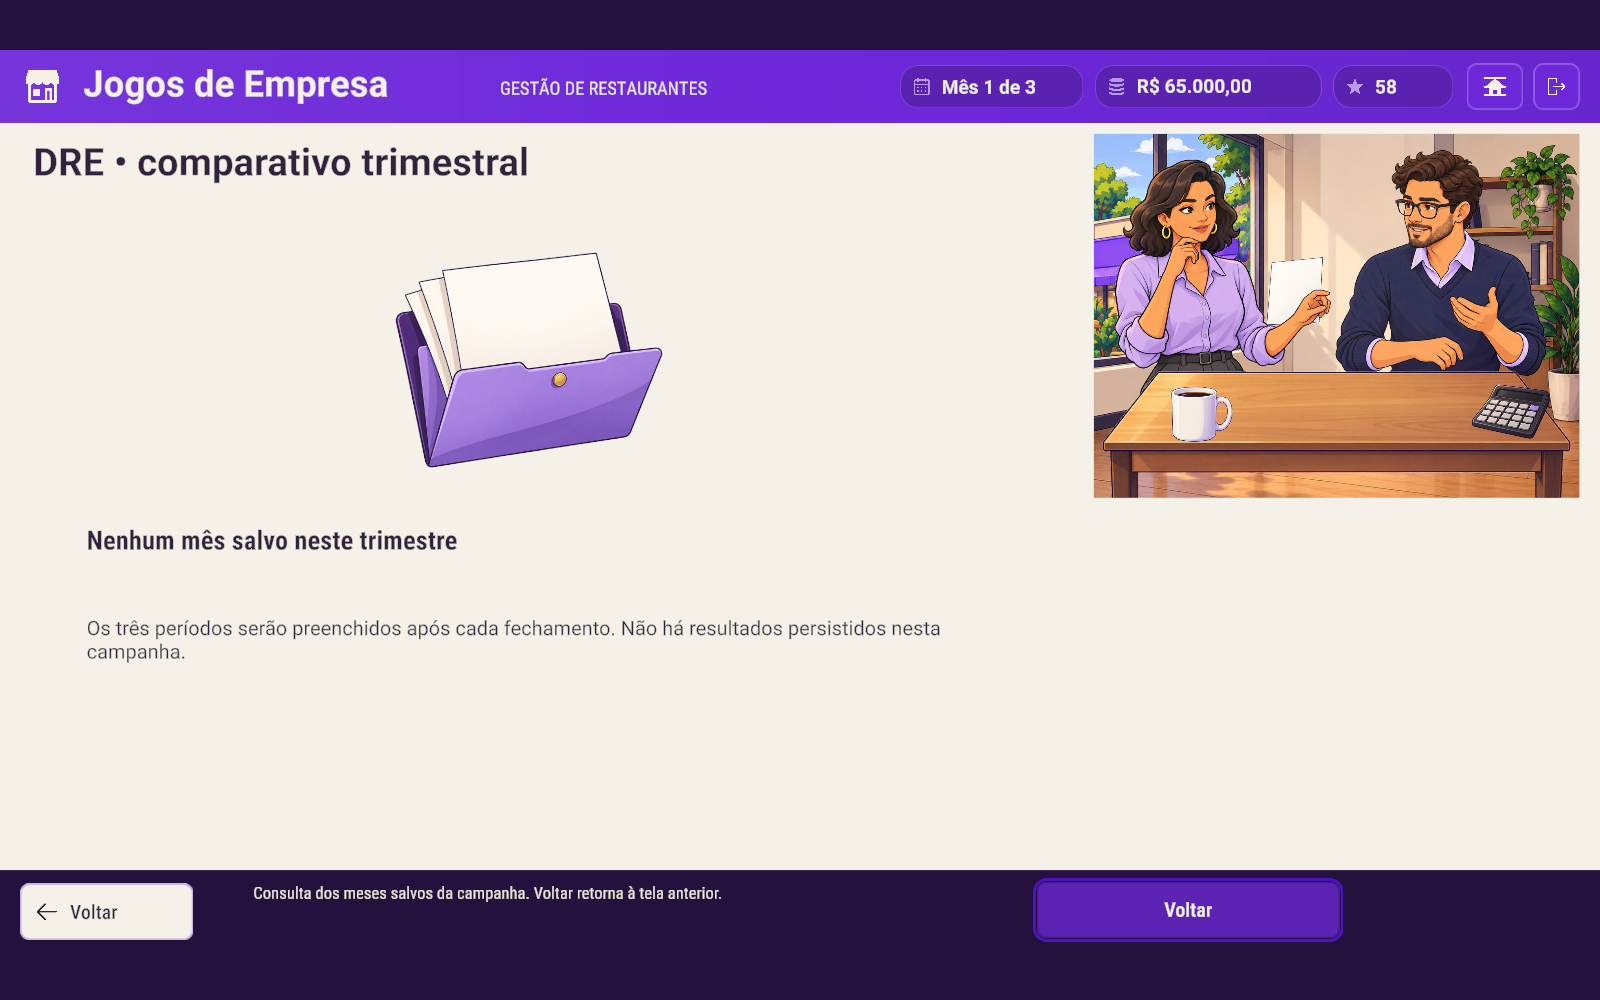 Jogos de Empresa
GESTÃO DE RESTAURANTES
Mês 1 de 3
R$ 65.000,00
58
DRE • comparativo trimestral
Nenhum mês salvo neste trimestre
Os três períodos serão preenchidos após cada fechamento. Não há resultados persistidos nesta
campanha.
Voltar
Consulta dos meses salvos da campanha. Voltar retorna à tela anterior.
Voltar